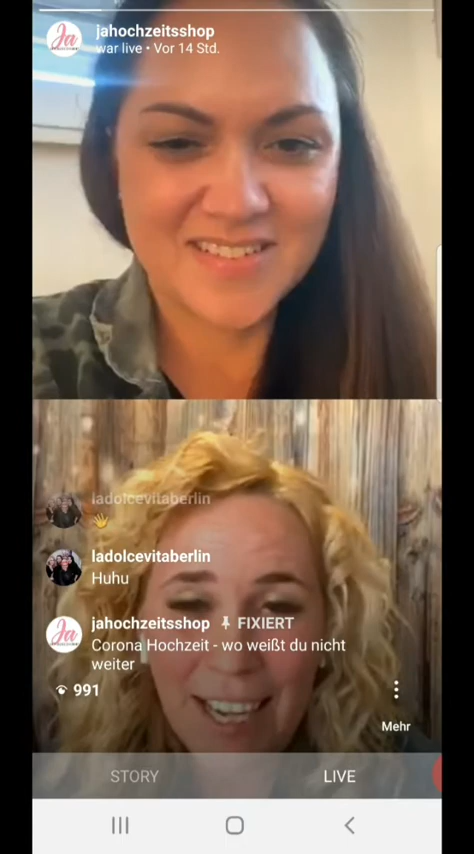 jahochzeitsshop
war live • Vor 14 Std.
ladolcevitaberlin
👋
ladolcevitaberlin
Huhu
jahochzeitsshop FIXIERT
Corona Hochzeit - wo weißt du nicht
weiter
991
Mehr
STORY LIVE